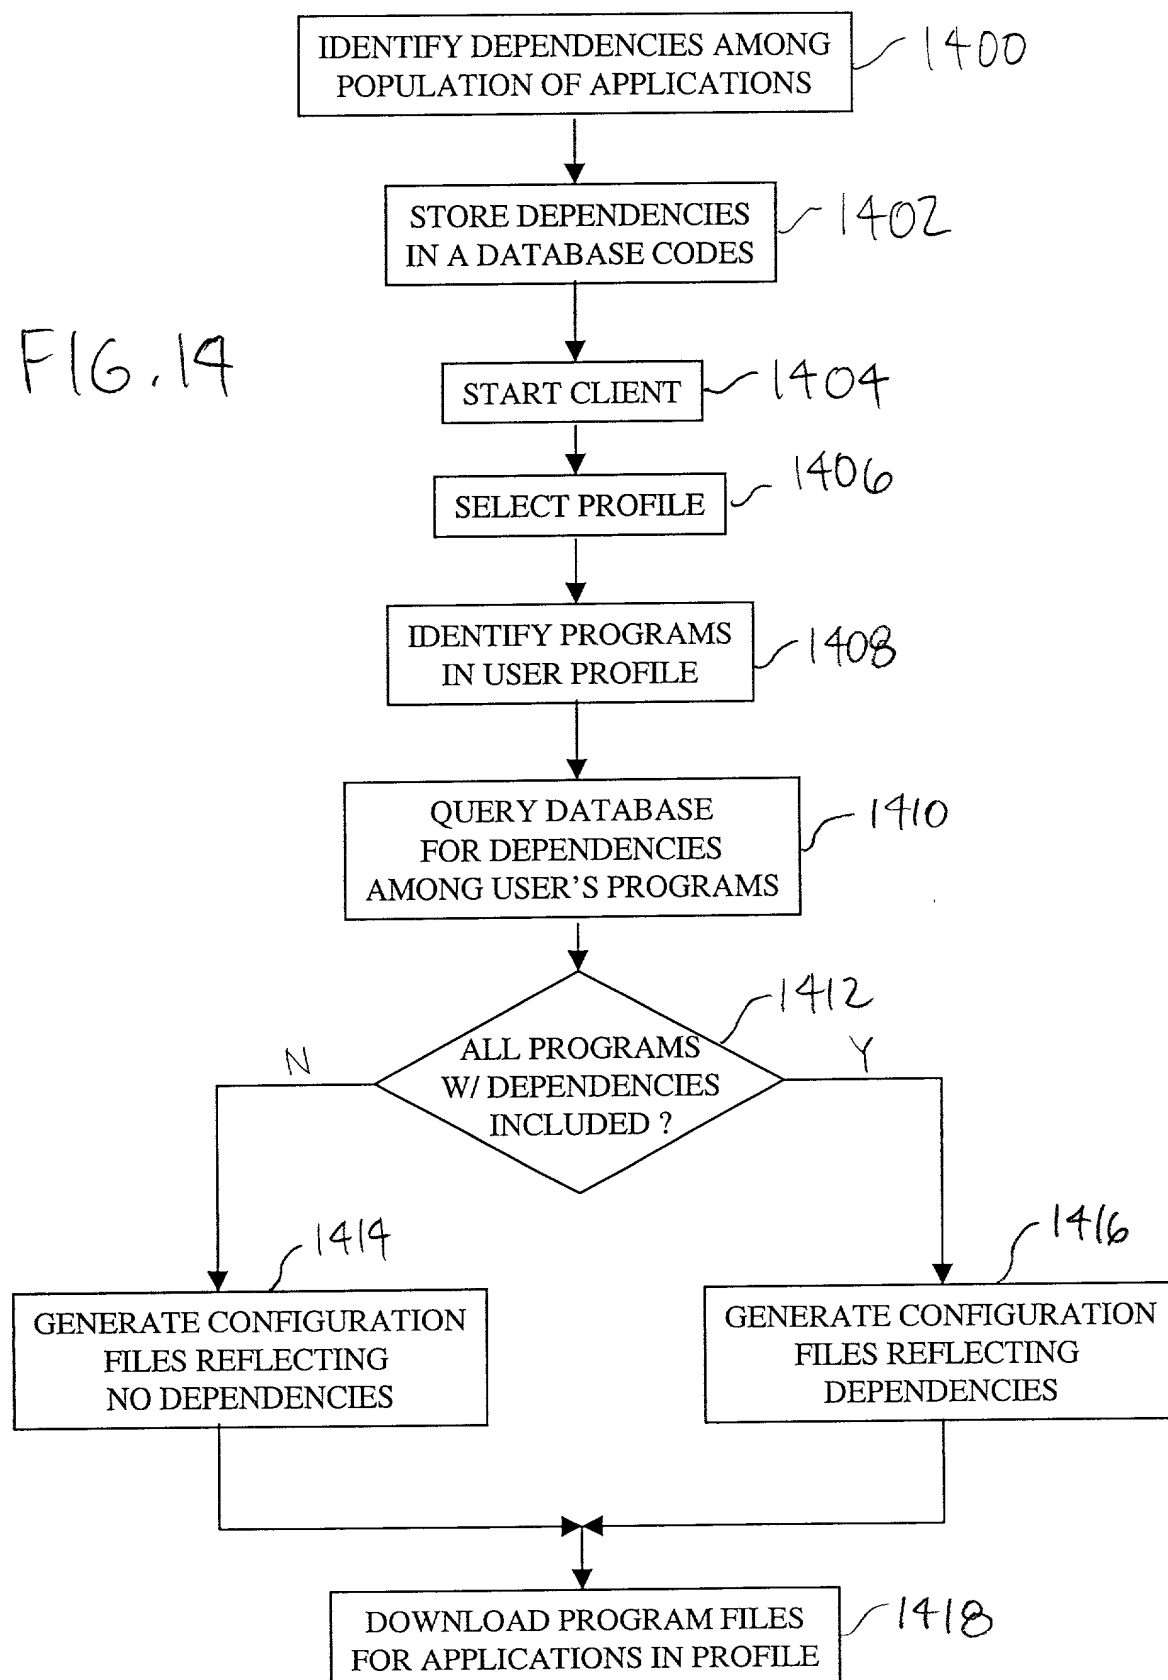 IDENTIFY DEPENDENCIES AMONG
POPULATION OF APPLICATIONS
1400
STORE DEPENDENCIES
IN A DATABASE CODES
1402
FIG. 14
START CLIENT
1404
SELECT PROFILE
1406
IDENTIFY PROGRAMS
IN USER PROFILE
1408
QUERY DATABASE
FOR DEPENDENCIES
AMONG USER'S PROGRAMS
1410
1412
ALL PROGRAMS
W/ DEPENDENCIES
INCLUDED ?
N
Y
1414
GENERATE CONFIGURATION
FILES REFLECTING
NO DEPENDENCIES
1416
GENERATE CONFIGURATION
FILES REFLECTING
DEPENDENCIES
DOWNLOAD PROGRAM FILES
FOR APPLICATIONS IN PROFILE
1418